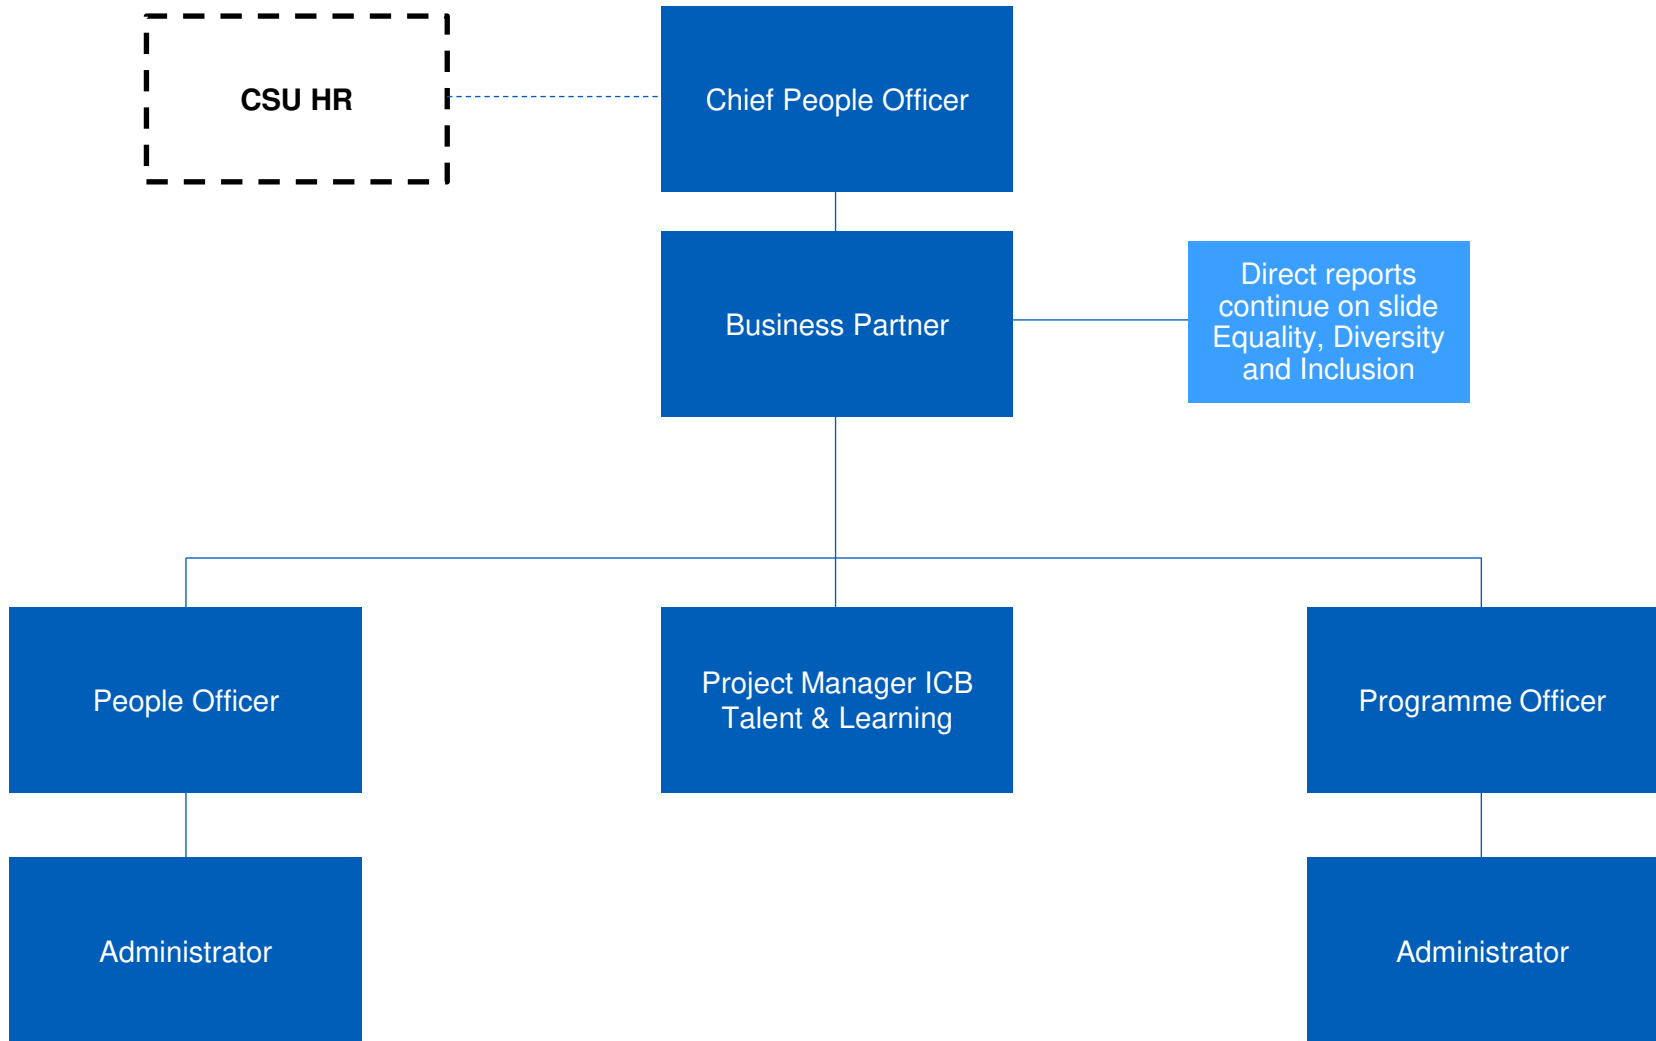 CSU HR
Chief People Officer
Business Partner
Direct reports
continue on slide
Equality, Diversity
and Inclusion
People Officer
Project Manager ICB
Talent & Learning
Programme Officer
Administrator
Administrator